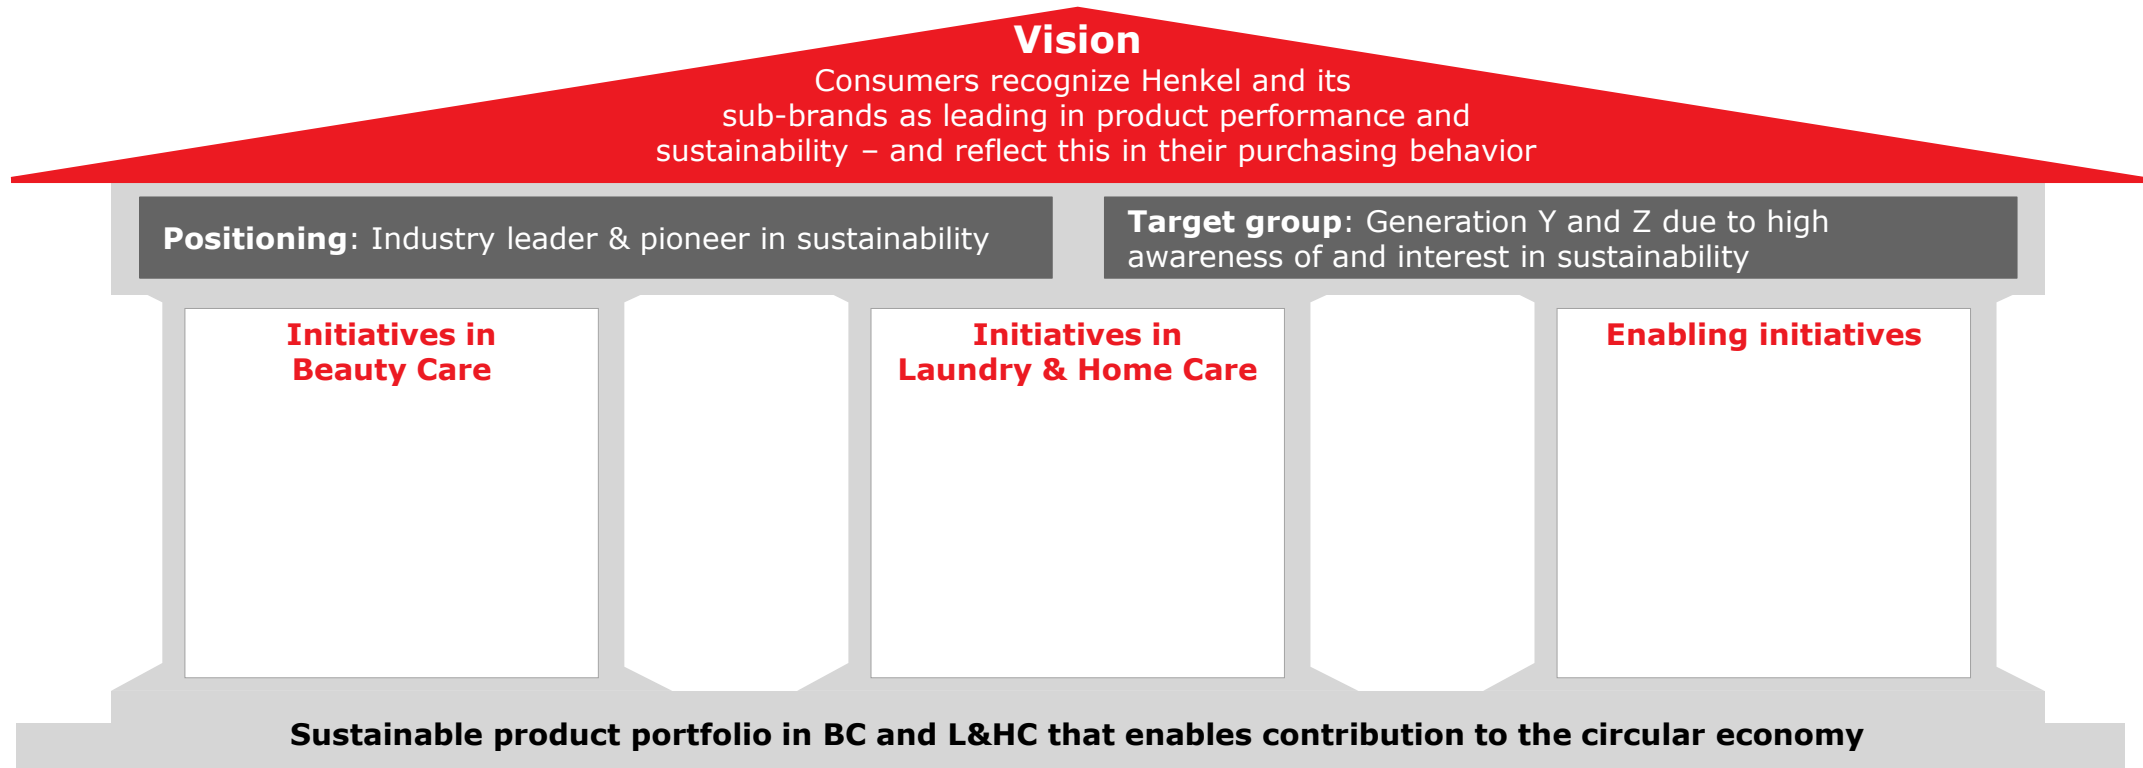 Vision
Consumers recognize Henkel and its
sub-brands as leading in product performance and
sustainability – and reflect this in their purchasing behavior
Positioning: Industry leader & pioneer in sustainability
Target group: Generation Y and Z due to high
awareness of and interest in sustainability
Initiatives in
Beauty Care
Initiatives in
Laundry & Home Care
Enabling initiatives
Sustainable product portfolio in BC and L&HC that enables contribution to the circular economy